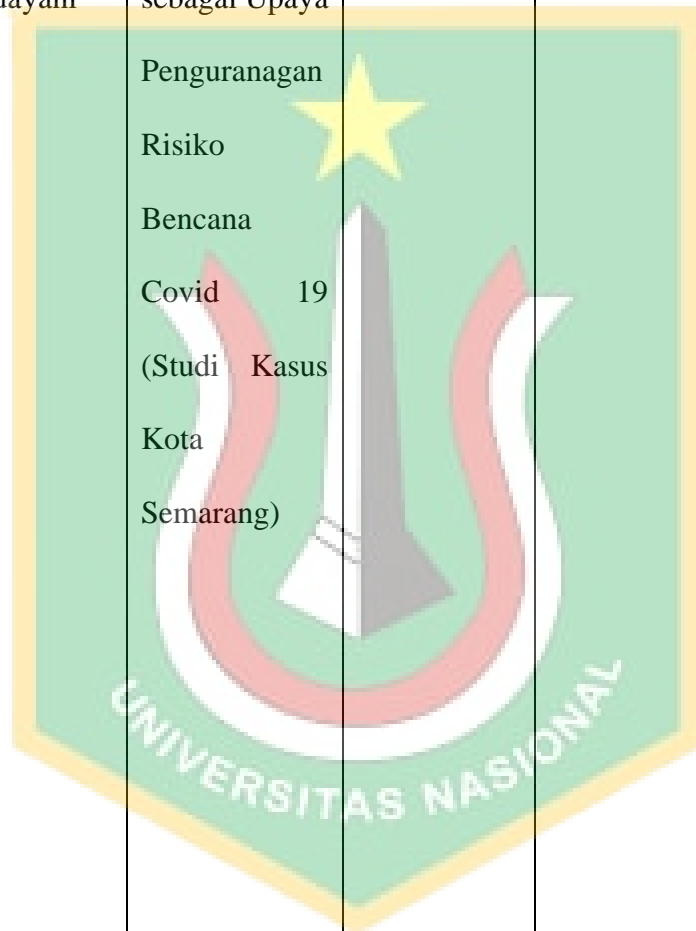 sebagai Upaya
Penguranagan
Risiko
Bencana
Covid 19
(Studi Kasus
Kota
Semarang)
UNIVERSITAS NASIONAL